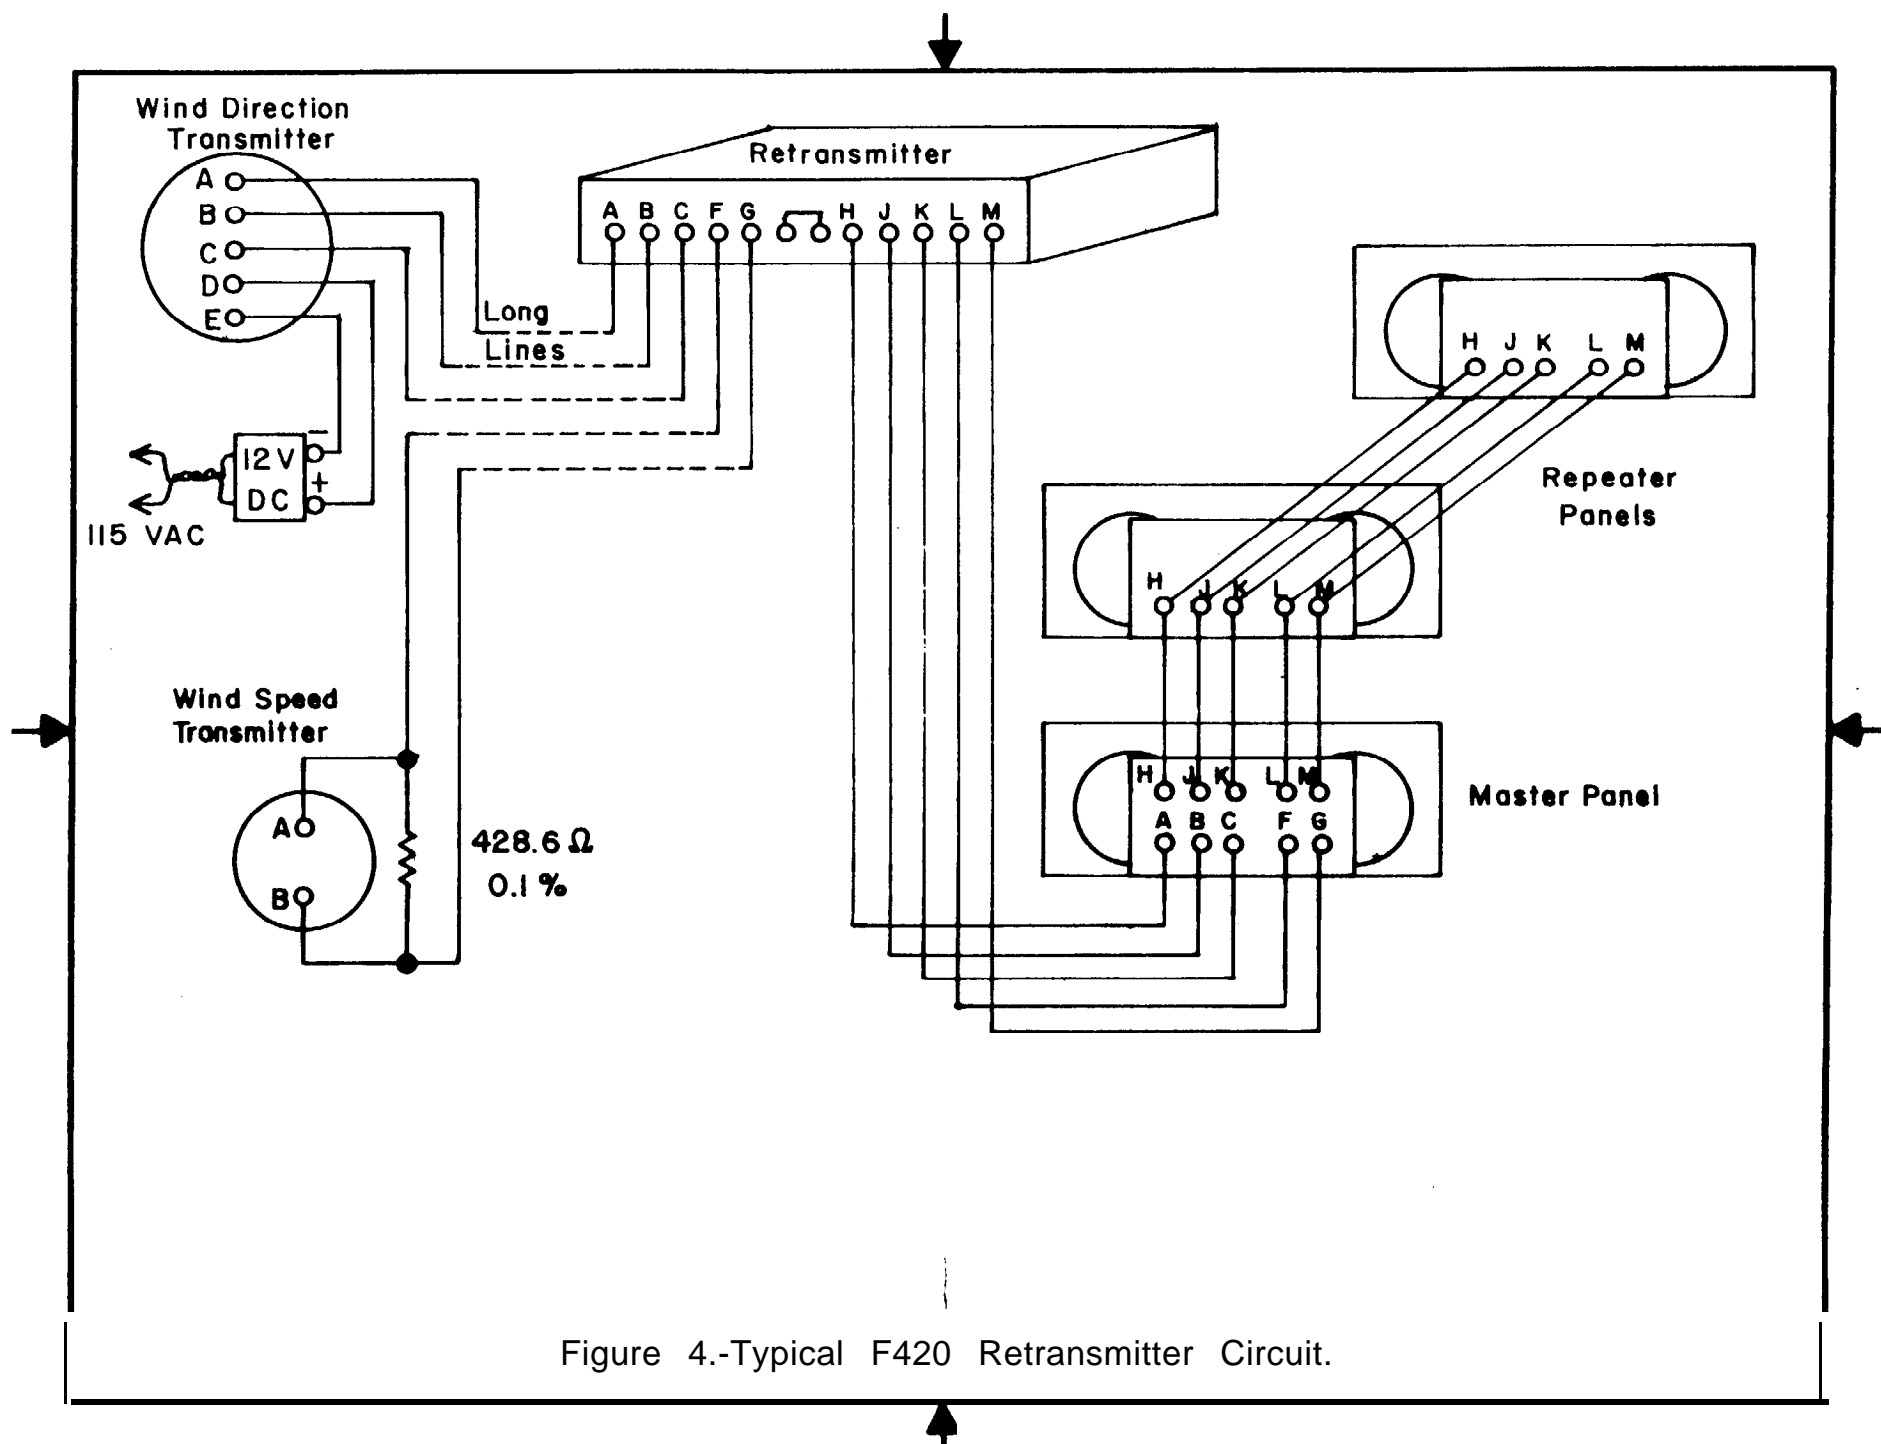 Wind Direction
Transmitter
A
B
C
D
E
Retransmitter
A B C F G H J K L M
Long
Lines
H J K L M
12V
DC
−
+
115 VAC
Repeater
Panels
H J K L M
Wind Speed
Transmitter
A
B
428.6 Ω
0.1 %
H J K L M
A B C F G
Master Panel
Figure 4.-Typical F420 Retransmitter Circuit.